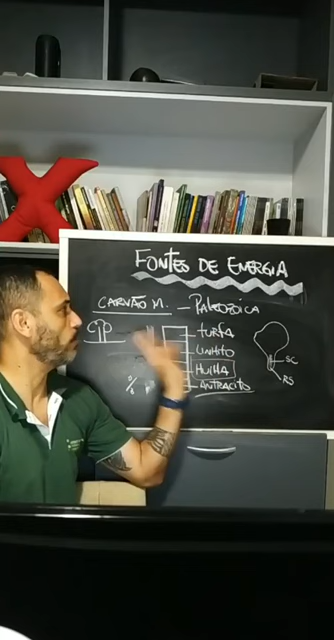 FONTES DE ENERGIA
CARVÃO M. — PALEOZOICA
TURFA
LINHITO
HULHA
ANTRACITO
SC
RS